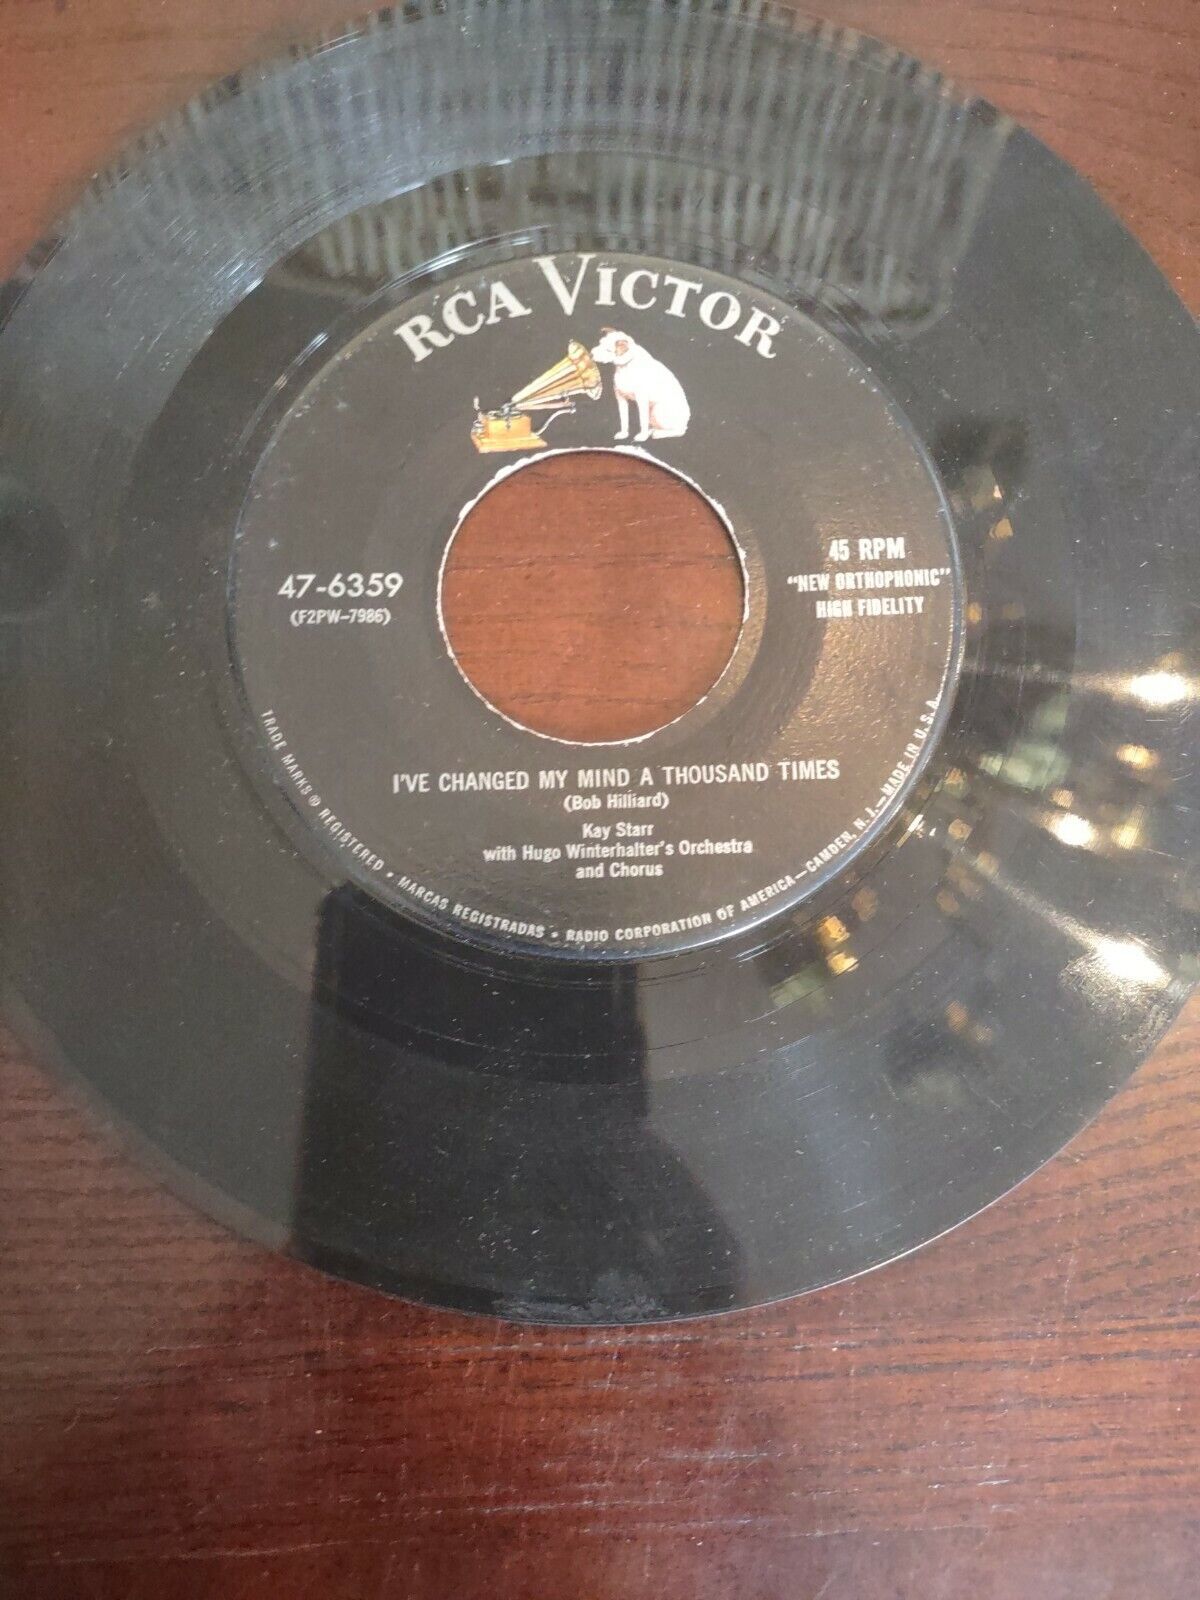 RCA VICTOR
47-6359
(F2PW-7986)
45 RPM
"NEW ORTHOPHONIC"
HIGH FIDELITY
I'VE CHANGED MY MIND A THOUSAND TIMES
(Bob Hilliard)
Kay Starr
with Hugo Winterhalter's Orchestra
and Chorus
TRADE MARKS ® REGISTERED • MARCAS REGISTRADAS • RADIO CORPORATION OF AMERICA—CAMDEN, N. J.—MADE IN U.S.A.